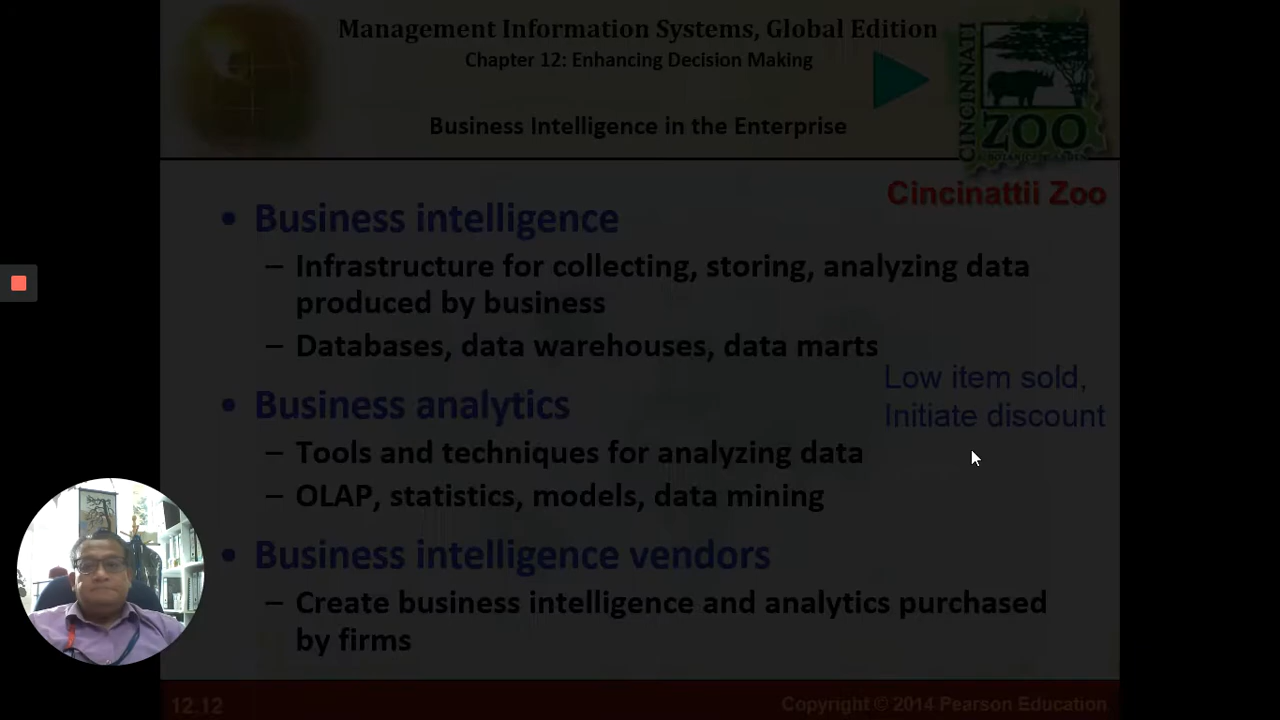 Management Information Systems, Global Edition
Chapter 12: Enhancing Decision Making
Business Intelligence in the Enterprise
CINCINNATI
ZOO
Cincinattii Zoo
• Business intelligence
– Infrastructure for collecting, storing, analyzing data
produced by business
– Databases, data warehouses, data marts
Low item sold,
Initiate discount
• Business analytics
– Tools and techniques for analyzing data
– OLAP, statistics, models, data mining
• Business intelligence vendors
– Create business intelligence and analytics purchased
by firms
12.12
Copyright © 2014 Pearson Education